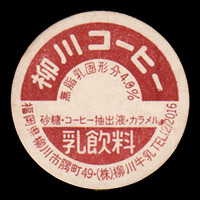 柳川コーヒー
無脂乳固形分4.0%
砂糖・コーヒー抽出液・カラメル
乳飲料
福岡県柳川市隅町49・(株)柳川牛乳TEL(2)2016